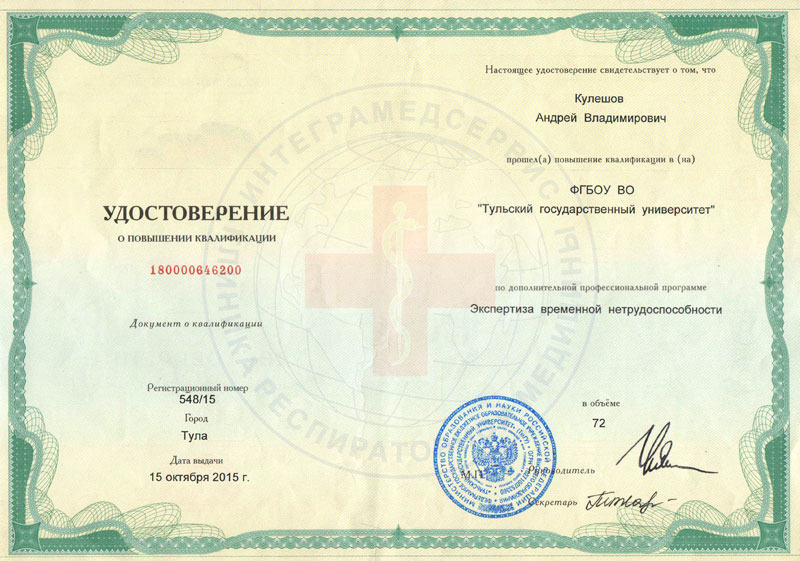 УДОСТОВЕРЕНИЕ
О ПОВЫШЕНИИ КВАЛИФИКАЦИИ
180000646200
Документ о квалификации
Регистрационный номер
548/15
Город
Тула
Дата выдачи
15 октября 2015 г.
Настоящее удостоверение свидетельствует о том, что
Кулешов
Андрей Владимирович
прошел(а) повышение квалификации в (на)
ФГБОУ ВО
"Тульский государственный университет"
по дополнительной профессиональной программе
Экспертиза временной нетрудоспособности
в объёме
72
М.П.
Руководитель
Секретарь
ИНТЕГРАМЕДСЕРВИС
КЛИНИКА РЕСПИРАТОРНОЙ МЕДИЦИНЫ
МИНИСТЕРСТВО ОБРАЗОВАНИЯ И НАУКИ РОССИЙСКОЙ ФЕДЕРАЦИИ